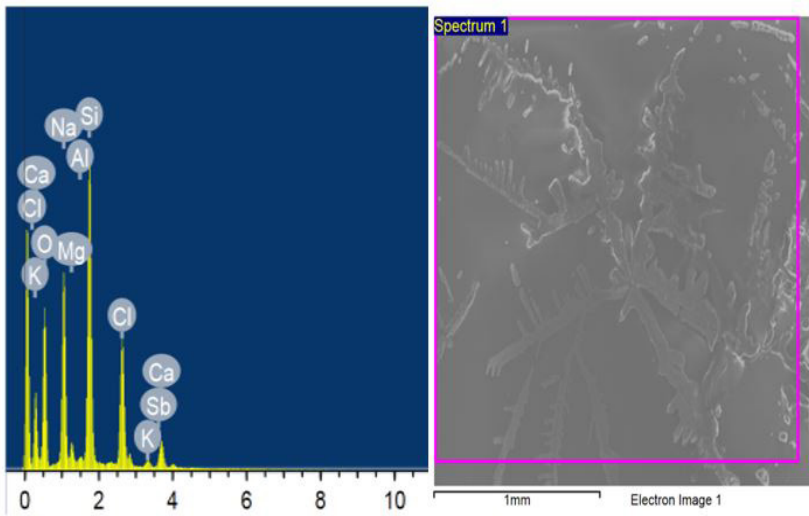 Na Si
Al
Ca
Cl
O Mg
K
Cl
Ca
Sb
K
0 2 4 6 8 10
Spectrum 1
1mm Electron Image 1